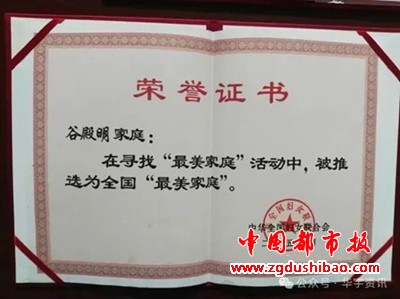 荣誉证书
谷殿明家庭：
在寻找“最美家庭”活动中，被推
选为全国“最美家庭”。
中华全国妇女联合会
中国都市报
www.zgdushibao.com
公众号·华宇资讯